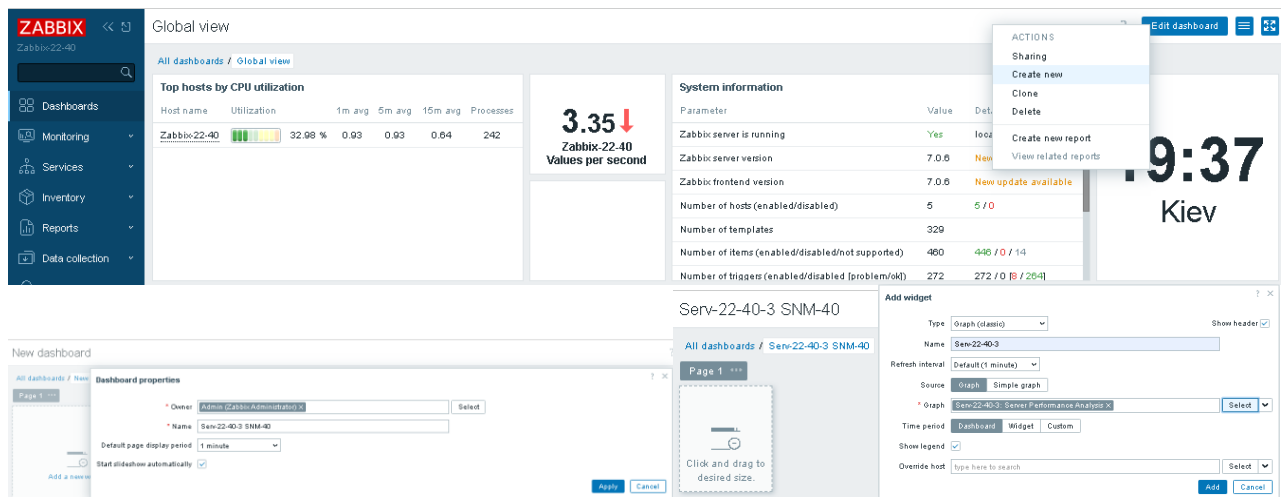 ZABBIX
Zabbix-22-40
Dashboards
Monitoring
Services
Inventory
Reports
Data collection
Global view
Edit dashboard
All dashboards / Global view
ACTIONS
Sharing
Create new
Clone
Delete
Create new report
View related reports
Top hosts by CPU utilization
Host name Utilization 1m avg 5m avg 15m avg Processes
Zabbix-22-40 32.98 % 0.93 0.93 0.64 242
3.35
Zabbix-22-40
Values per second
System information
Parameter Value
Zabbix server is running Yes loca
Zabbix server version 7.0.6 New
Zabbix frontend version 7.0.6 New update available
Number of hosts (enabled/disabled) 5 5 / 0
Number of templates 329
Number of items (enabled/disabled/not supported) 460 446 / 0 / 14
Number of triggers (enabled/disabled [problem/ok]) 272 272 / 0 [8 / 264]
9:37
Kiev
New dashboard
All dashboards / New
Page 1
Add a new w
Dashboard properties
? ×
* Owner Admin (Zabbix Administrator) × Select
* Name Serv-22-40-3 SNM-40
Default page display period 1 minute
Start slideshow automatically
Apply Cancel
Serv-22-40-3 SNM-40
All dashboards / Serv-22-40-3 SNM-40
Page 1
Click and drag to
desired size.
Add widget
? ×
Type Graph (classic) Show header
Name Serv-22-40-3
Refresh interval Default (1 minute)
Source Graph Simple graph
* Graph Serv-22-40-3: Server Performance Analysis × Select
Time period Dashboard Widget Custom
Show legend
Override host type here to search Select
Add Cancel